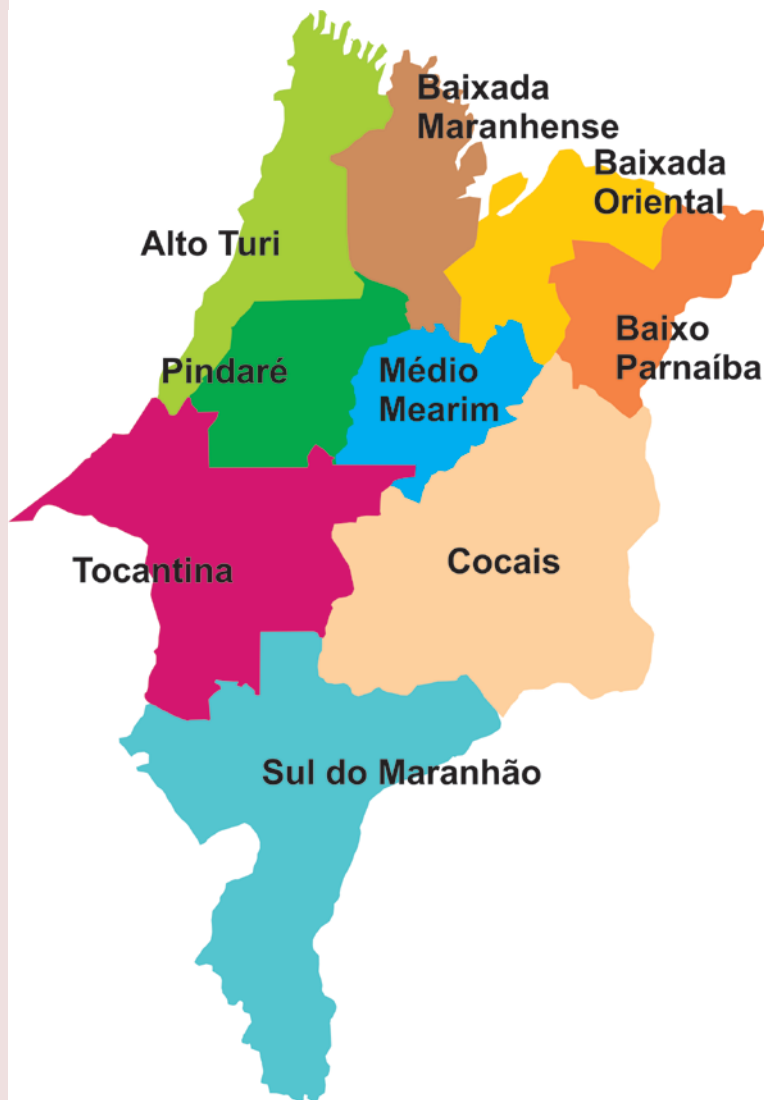 Baixada
Maranhense
Baixada
Oriental
Alto Turi
Baixo
Parnaíba
Pindaré
Médio
Mearim
Cocais
Tocantina
Sul do Maranhão